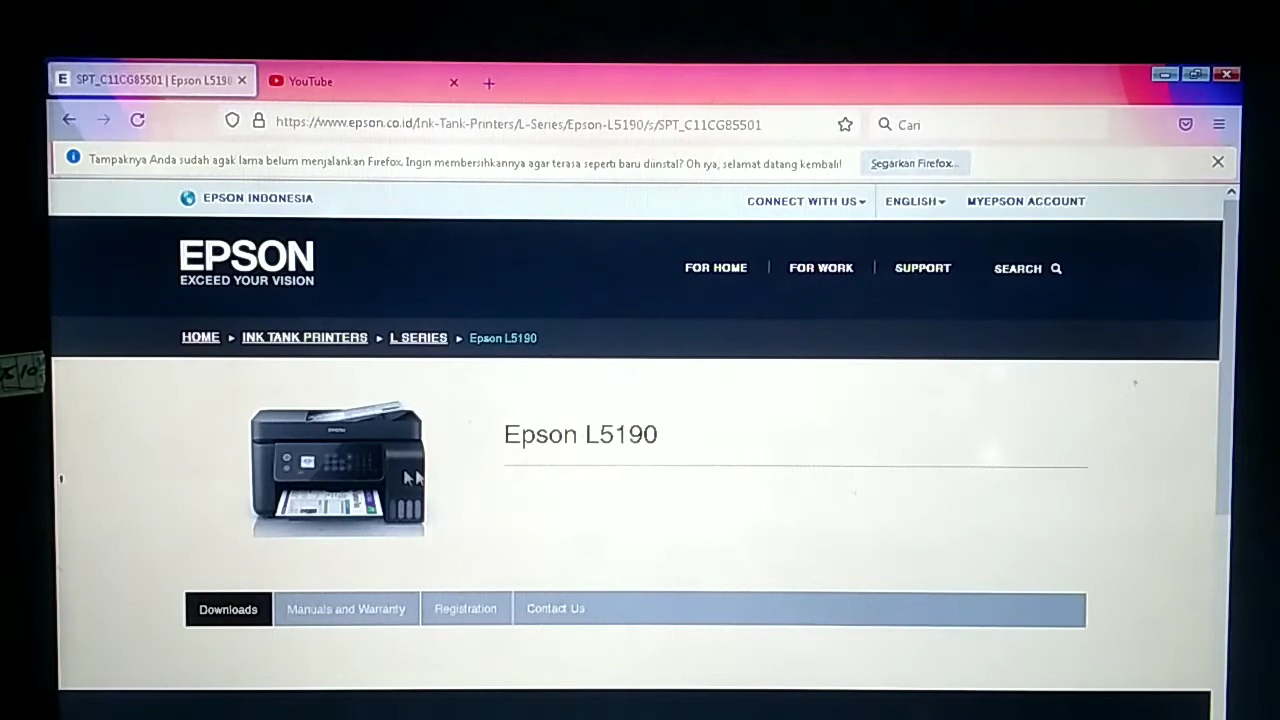 E SPT_C11CG85501 | Epson L5190
YouTube
https://www.epson.co.id/Ink-Tank-Printers/L-Series/Epson-L5190/s/SPT_C11CG85501
Cari
Tampaknya Anda sudah agak lama belum menjalankan Firefox. Ingin membersihkannya agar terasa seperti baru diinstal? Oh iya, selamat datang kembali!
Segarkan Firefox...
EPSON INDONESIA
CONNECT WITH US
ENGLISH
MYEPSON ACCOUNT
EPSON
EXCEED YOUR VISION
FOR HOME | FOR WORK | SUPPORT
SEARCH
HOME ▸ INK TANK PRINTERS ▸ L SERIES ▸ Epson L5190
Epson L5190
Downloads
Manuals and Warranty
Registration
Contact Us